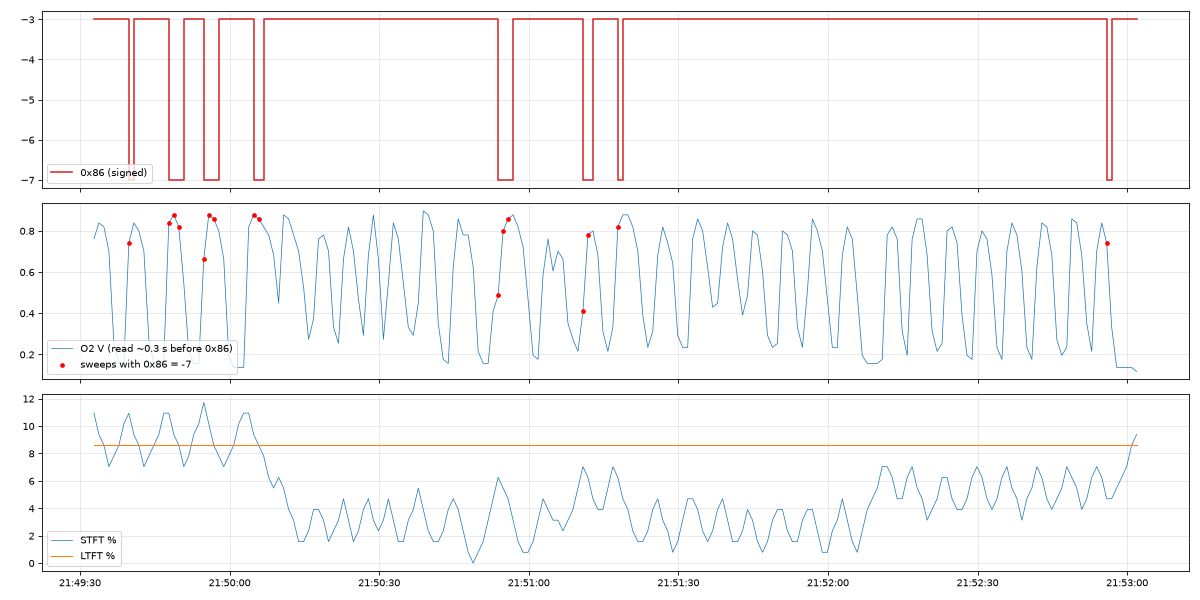 −3
−4
−5
−6
−7
0x86 (signed)
0.8
0.6
0.4
0.2
O2 V (read ~0.3 s before 0x86)
sweeps with 0x86 = -7
12
10
8
6
4
2
0
STFT %
LTFT %
21:49:30 21:50:00 21:50:30 21:51:00 21:51:30 21:52:00 21:52:30 21:53:00